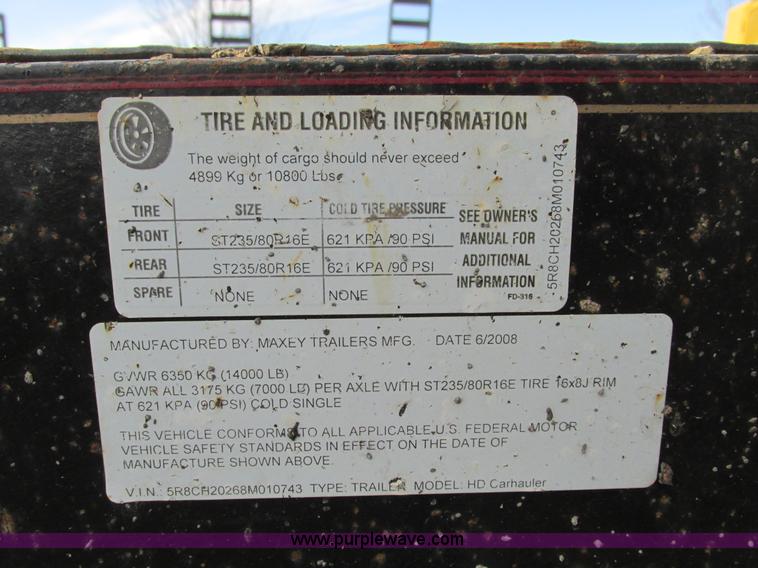 TIRE AND LOADING INFORMATION
The weight of cargo should never exceed
4899 Kg or 10800 Lbs.
TIRE SIZE COLD TIRE PRESSURE
FRONT ST235/80R16E 621 KPA /90 PSI
REAR ST235/80R16E 621 KPA /90 PSI
SPARE NONE NONE
SEE OWNER'S
MANUAL FOR
ADDITIONAL
INFORMATION
FD-316
5R8CH20268M010743
MANUFACTURED BY: MAXEY TRAILERS MFG. DATE 6/2008
GVWR 6350 KG (14000 LB)
GAWR ALL 3175 KG (7000 LB) PER AXLE WITH ST235/80R16E TIRE 16x8J RIM
AT 621 KPA (90 PSI) COLD SINGLE
THIS VEHICLE CONFORMS TO ALL APPLICABLE U.S. FEDERAL MOTOR
VEHICLE SAFETY STANDARDS IN EFFECT ON THE DATE OF
MANUFACTURE SHOWN ABOVE.
V.I.N.: 5R8CH20268M010743 TYPE: TRAILER MODEL: HD Carhauler
www.purplewave.com